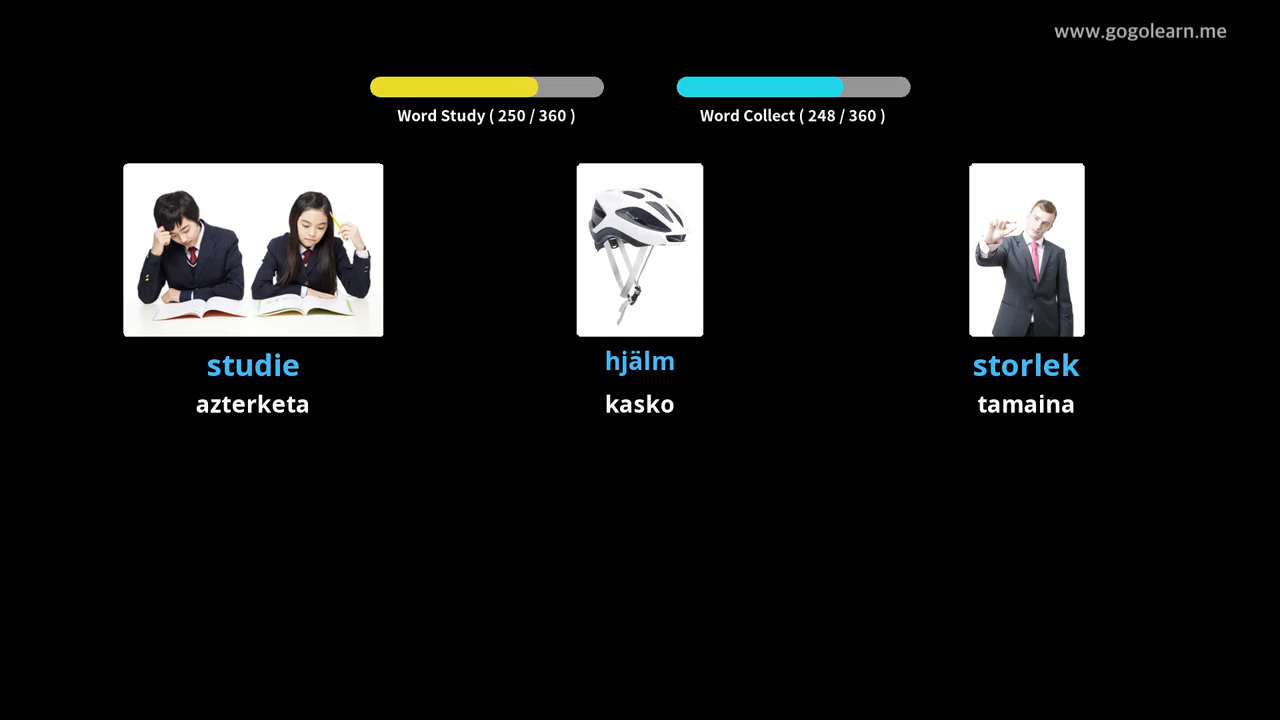 www.gogolearn.me
Word Study ( 250 / 360 )
Word Collect ( 248 / 360 )
studie
azterketa
hjälm
kasko
storlek
tamaina